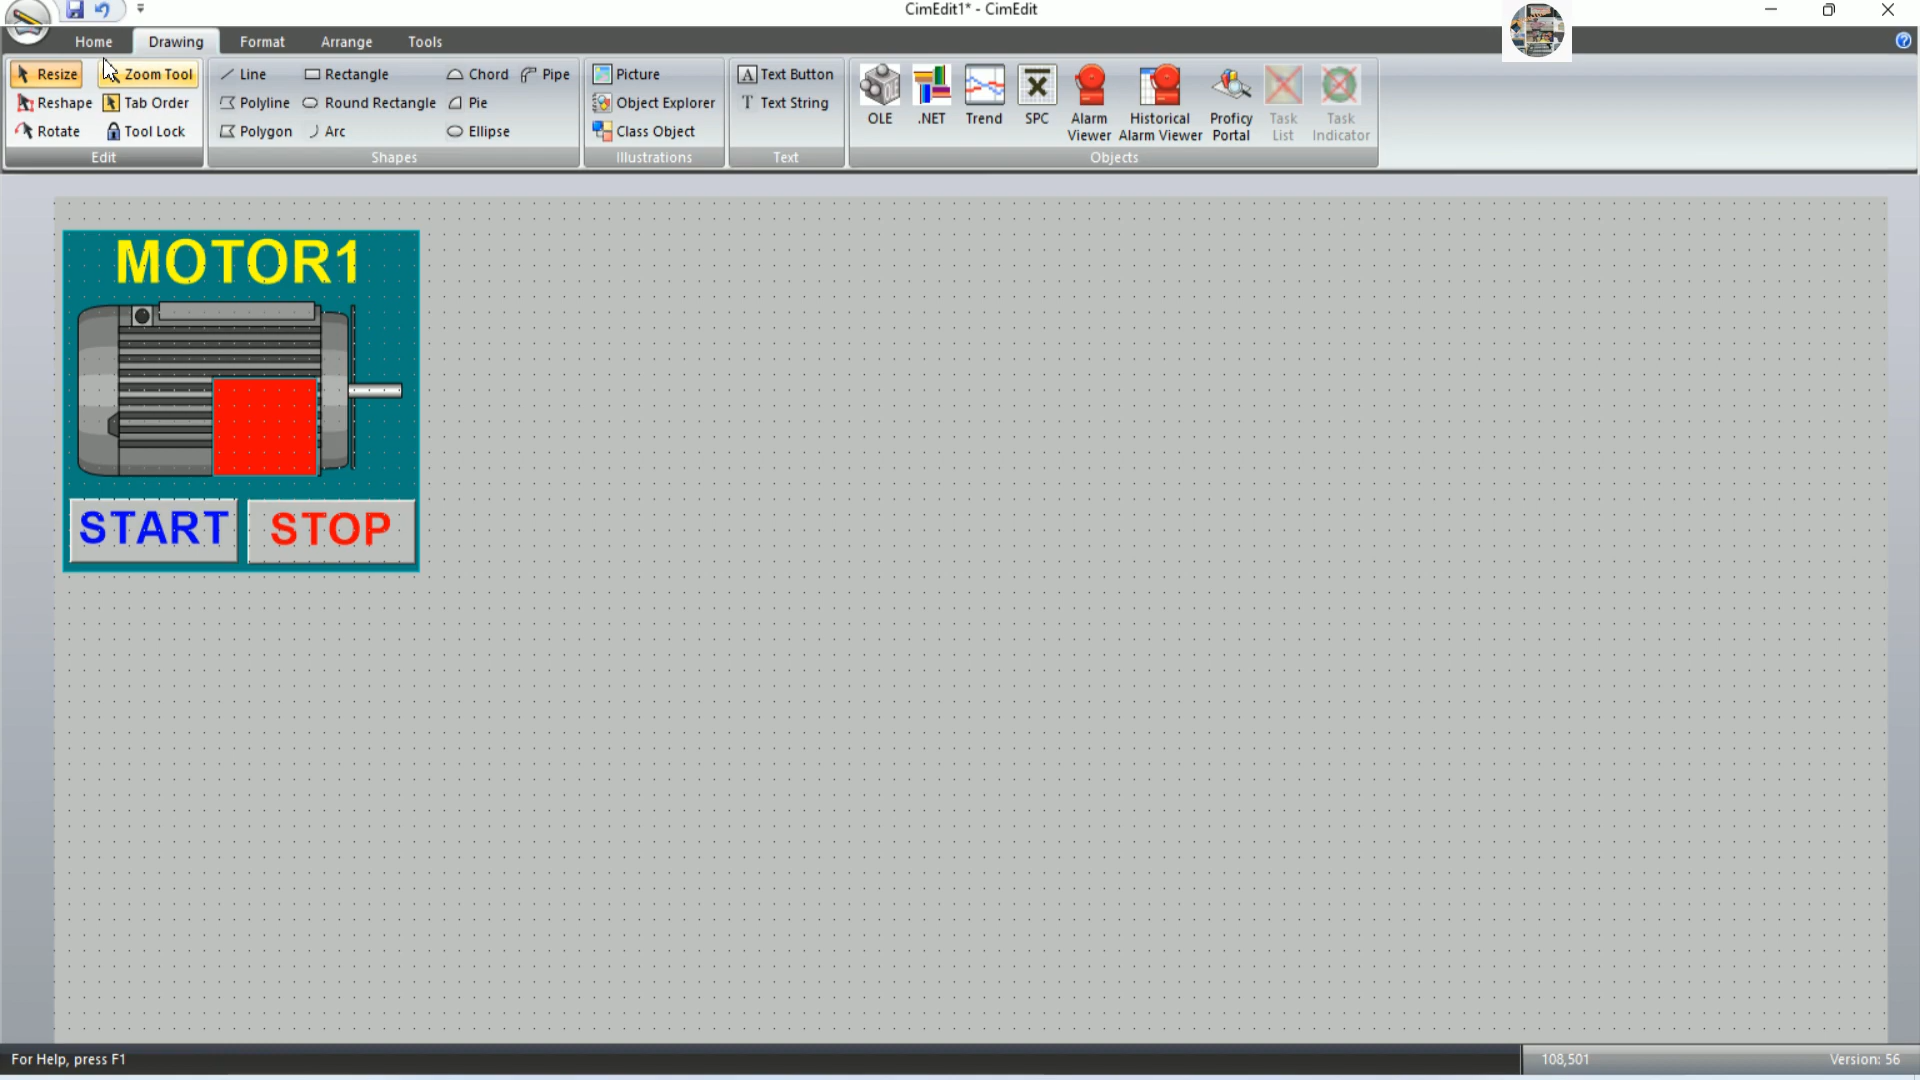 CimEdit1* - CimEdit
Home Drawing Format Arrange Tools
Resize Zoom Tool
Reshape Tab Order
Rotate Tool Lock
Edit
Line Rectangle Chord Pipe
Polyline Round Rectangle Pie
Polygon Arc Ellipse
Shapes
Picture
Object Explorer
Class Object
Illustrations
Text Button
Text String
Text
OLE .NET Trend SPC Alarm Viewer Historical Alarm Viewer Proficy Portal Task List Task Indicator
Objects
MOTOR1
START STOP
For Help, press F1 108,501 Version: 56